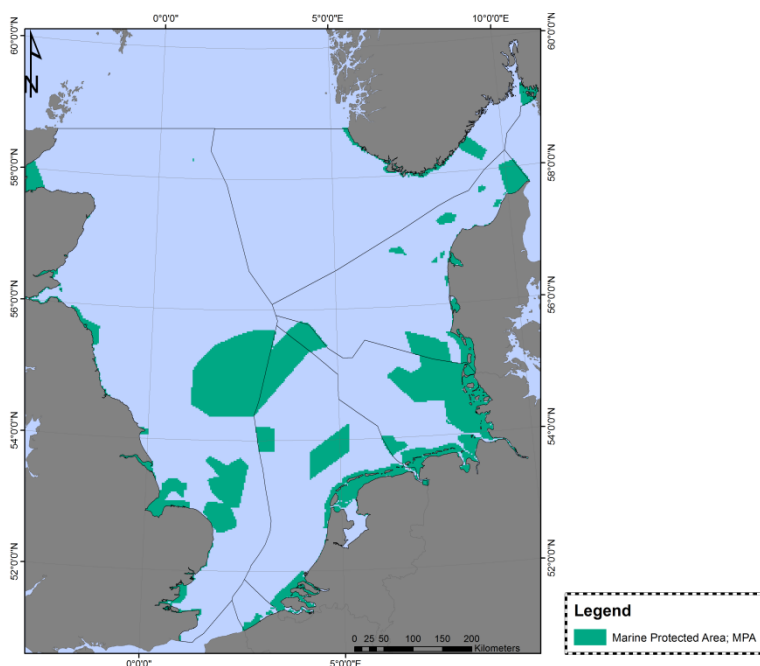 0°0'0" 5°0'0"E 10°0'0"E
60°0'0"N 60°0'0"N
N
58°0'0"N 58°0'0"N
56°0'0"N 56°0'0"N
54°0'0"N 54°0'0"N
52°0'0"N 52°0'0"N
0°0'0" 5°0'0"E
0 25 50 100 150 200
Kilometers
Legend
Marine Protected Area; MPA